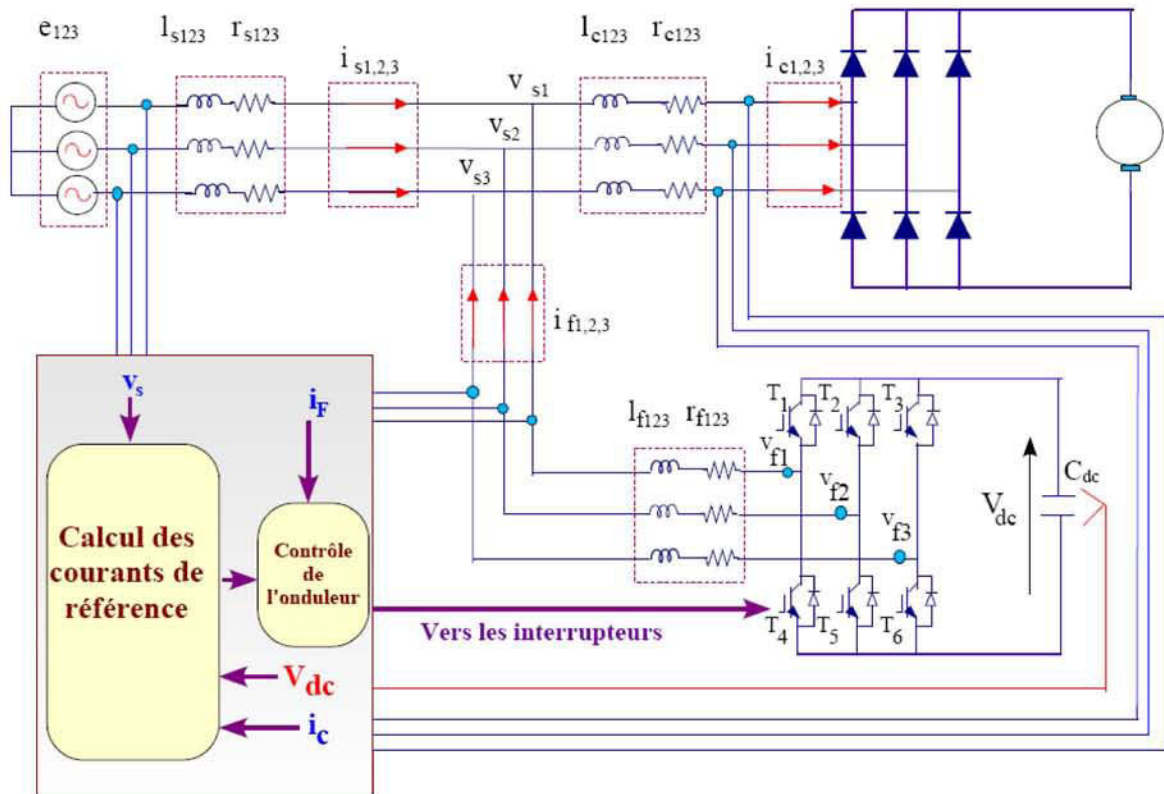 e123
ls123 rs123
is1,2,3
vs1
vs2
vs3
lc123 rc123
ic1,2,3
if1,2,3
vs
iF
Calcul des
courants de
référence
Contrôle
de
l'onduleur
Vdc
ic
Vers les interrupteurs
lf123 rf123
vf1
vf2
vf3
T1 T2 T3
T4 T5 T6
Vdc
Cdc